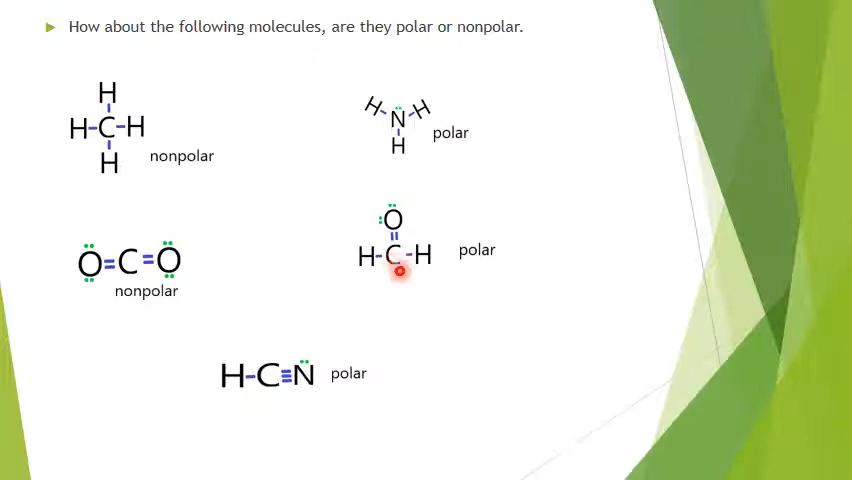 How about the following molecules, are they polar or nonpolar.
H
H-C-H
H
nonpolar
H-N-H
H
polar
O=C=O
nonpolar
O
H-C-H
polar
H-C≡N
polar